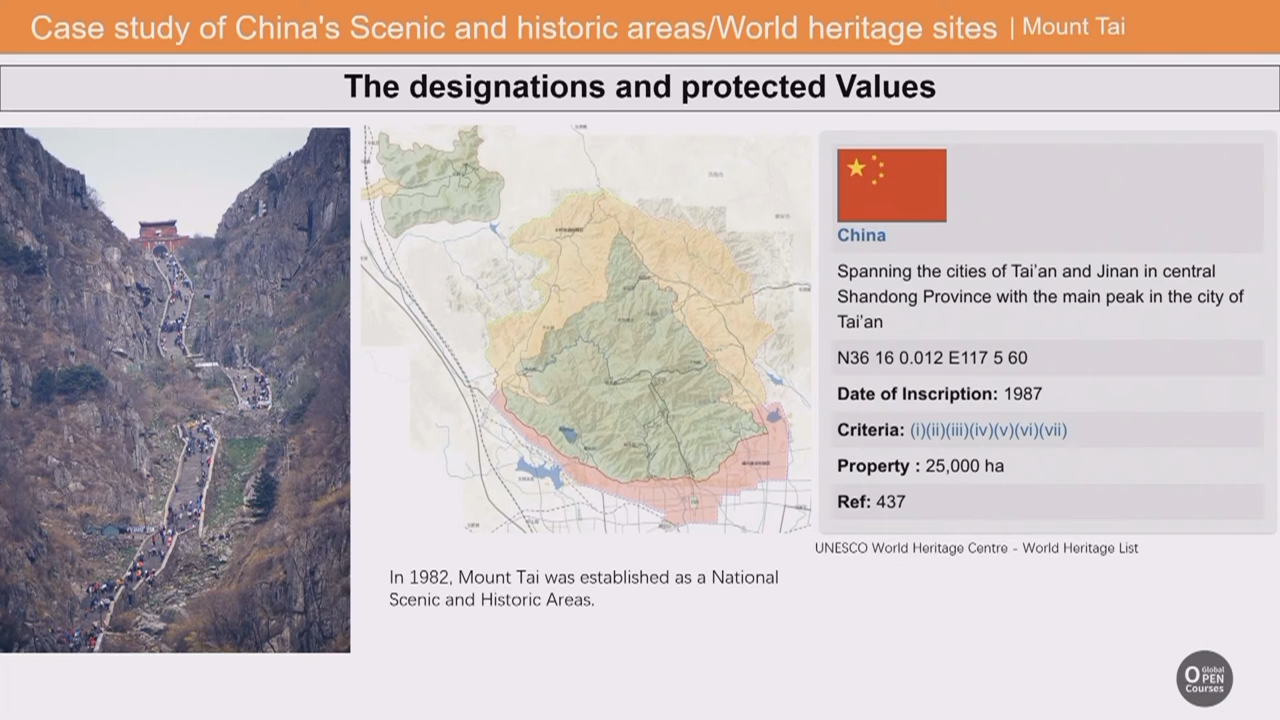 Case study of China's Scenic and historic areas/World heritage sites | Mount Tai
The designations and protected Values
China
Spanning the cities of Tai'an and Jinan in central
Shandong Province with the main peak in the city of
Tai'an
N36 16 0.012 E117 5 60
Date of Inscription: 1987
Criteria: (i)(ii)(iii)(iv)(v)(vi)(vii)
Property : 25,000 ha
Ref: 437
UNESCO World Heritage Centre - World Heritage List
In 1982, Mount Tai was established as a National
Scenic and Historic Areas.
Global
OPEN
Courses